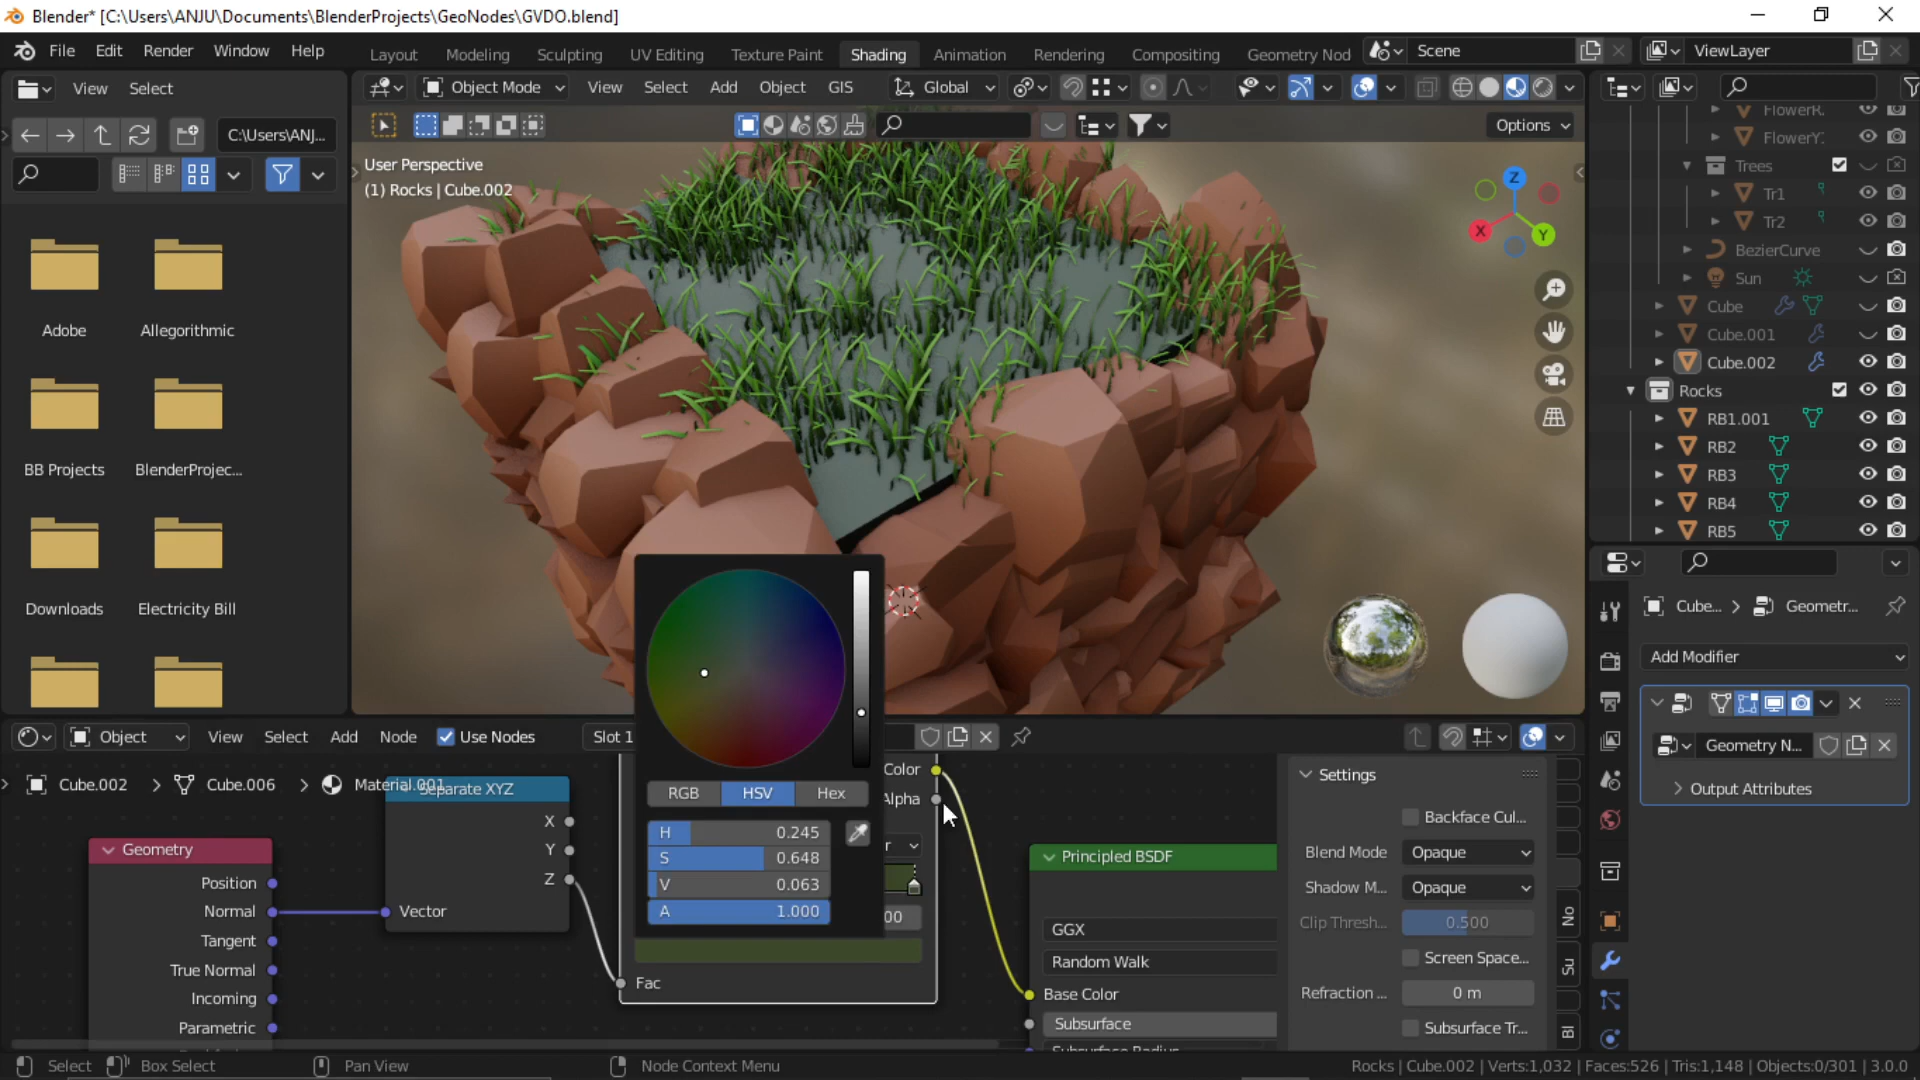 Blender* [C:\Users\ANJU\Documents\BlenderProjects\GeoNodes\GVDO.blend]
File Edit Render Window Help
Layout Modeling Sculpting UV Editing Texture Paint Shading Animation Rendering Compositing Geometry Nod
Scene
ViewLayer
View Select
Object Mode View Select Add Object GIS Global
C:\Users\ANJ...
Options
User Perspective
(1) Rocks | Cube.002
Z
X
Y
Adobe
Allegorithmic
BB Projects
BlenderProjec...
Downloads
Electricity Bill
FlowerR.
FlowerY.
Trees
Tr1
Tr2
BezierCurve
Sun
Cube
Cube.001
Cube.002
Rocks
RB1.001
RB2
RB3
RB4
RB5
Cube... > Geometr...
Add Modifier
Geometry N...
Output Attributes
Object View Select Add Node Use Nodes Slot 1
Cube.002 > Cube.006 > Material.001
Separate XYZ
X
Y
Z
Vector
Geometry
Position
Normal
Tangent
True Normal
Incoming
Parametric
RGB HSV Hex
H 0.245
S 0.648
V 0.063
A 1.000
Color
Alpha
r
00
Fac
Principled BSDF
GGX
Random Walk
Base Color
Subsurface
Subsurface Radius
Settings
Backface Cul...
Blend Mode Opaque
Shadow M... Opaque
Clip Thresh... 0.500
Screen Space...
Refraction ... 0 m
Subsurface Tr...
No
Su
Bl
Select Box Select Pan View Node Context Menu
Rocks | Cube.002 | Verts:1,032 | Faces:526 | Tris:1,148 | Objects:0/301 | 3.0.0